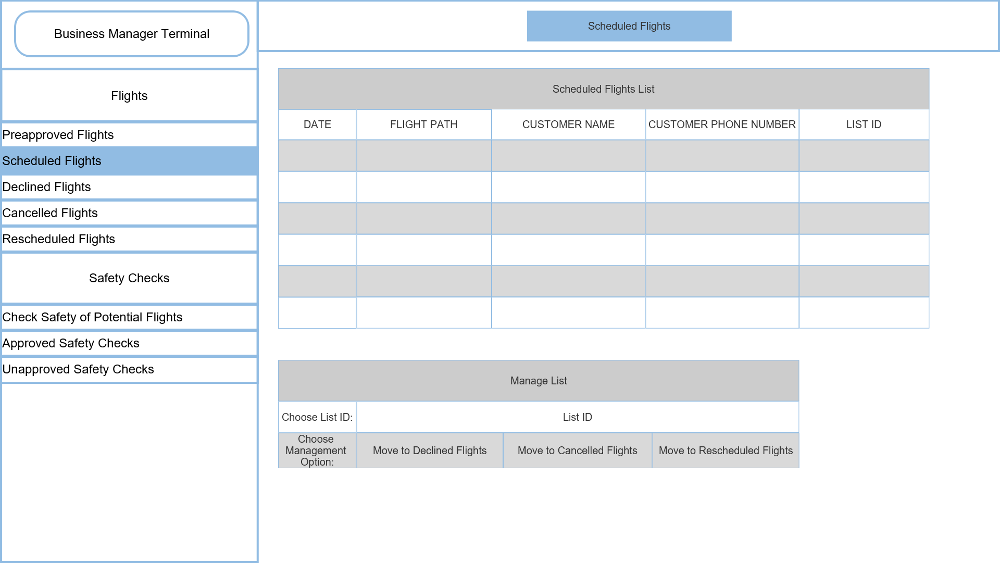 Business Manager Terminal
Flights
Preapproved Flights
Scheduled Flights
Declined Flights
Cancelled Flights
Rescheduled Flights
Safety Checks
Check Safety of Potential Flights
Approved Safety Checks
Unapproved Safety Checks
Scheduled Flights
Scheduled Flights List
DATE FLIGHT PATH CUSTOMER NAME CUSTOMER PHONE NUMBER LIST ID
Manage List
Choose List ID: List ID
Choose
Management
Option:
Move to Declined Flights Move to Cancelled Flights Move to Rescheduled Flights